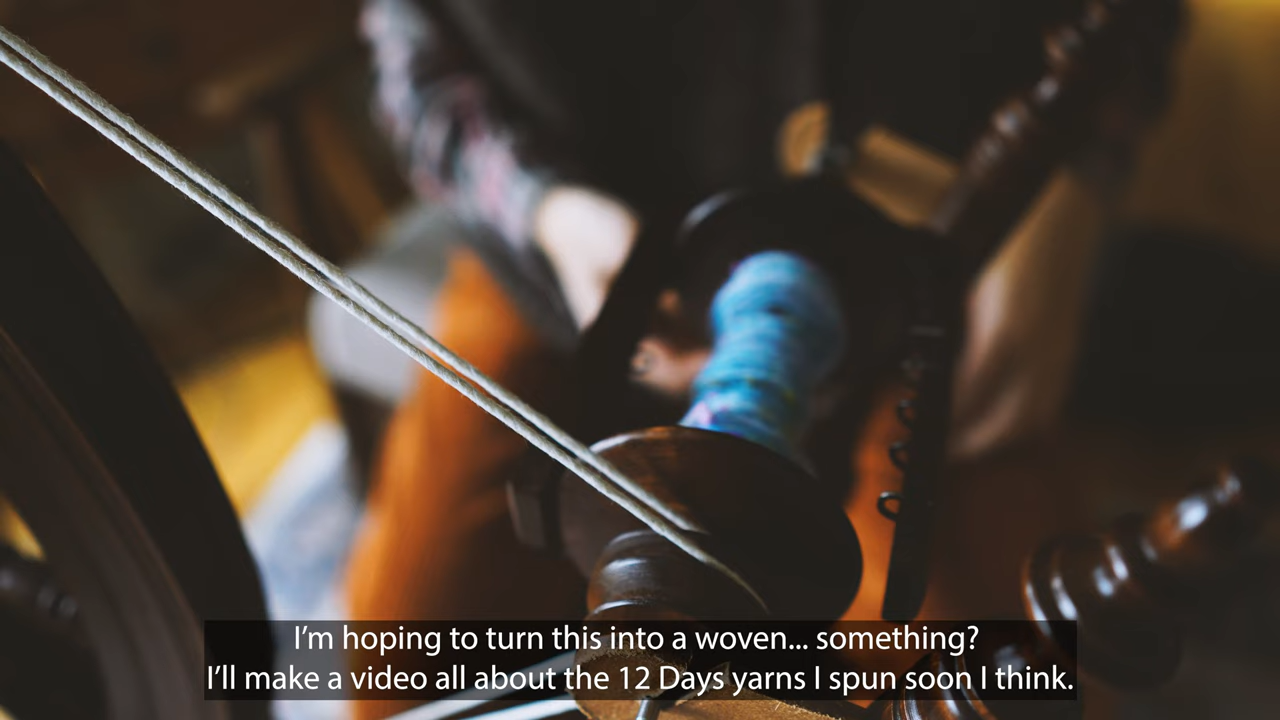 I’m hoping to turn this into a woven... something?
I’ll make a video all about the 12 Days yarns I spun soon I think.